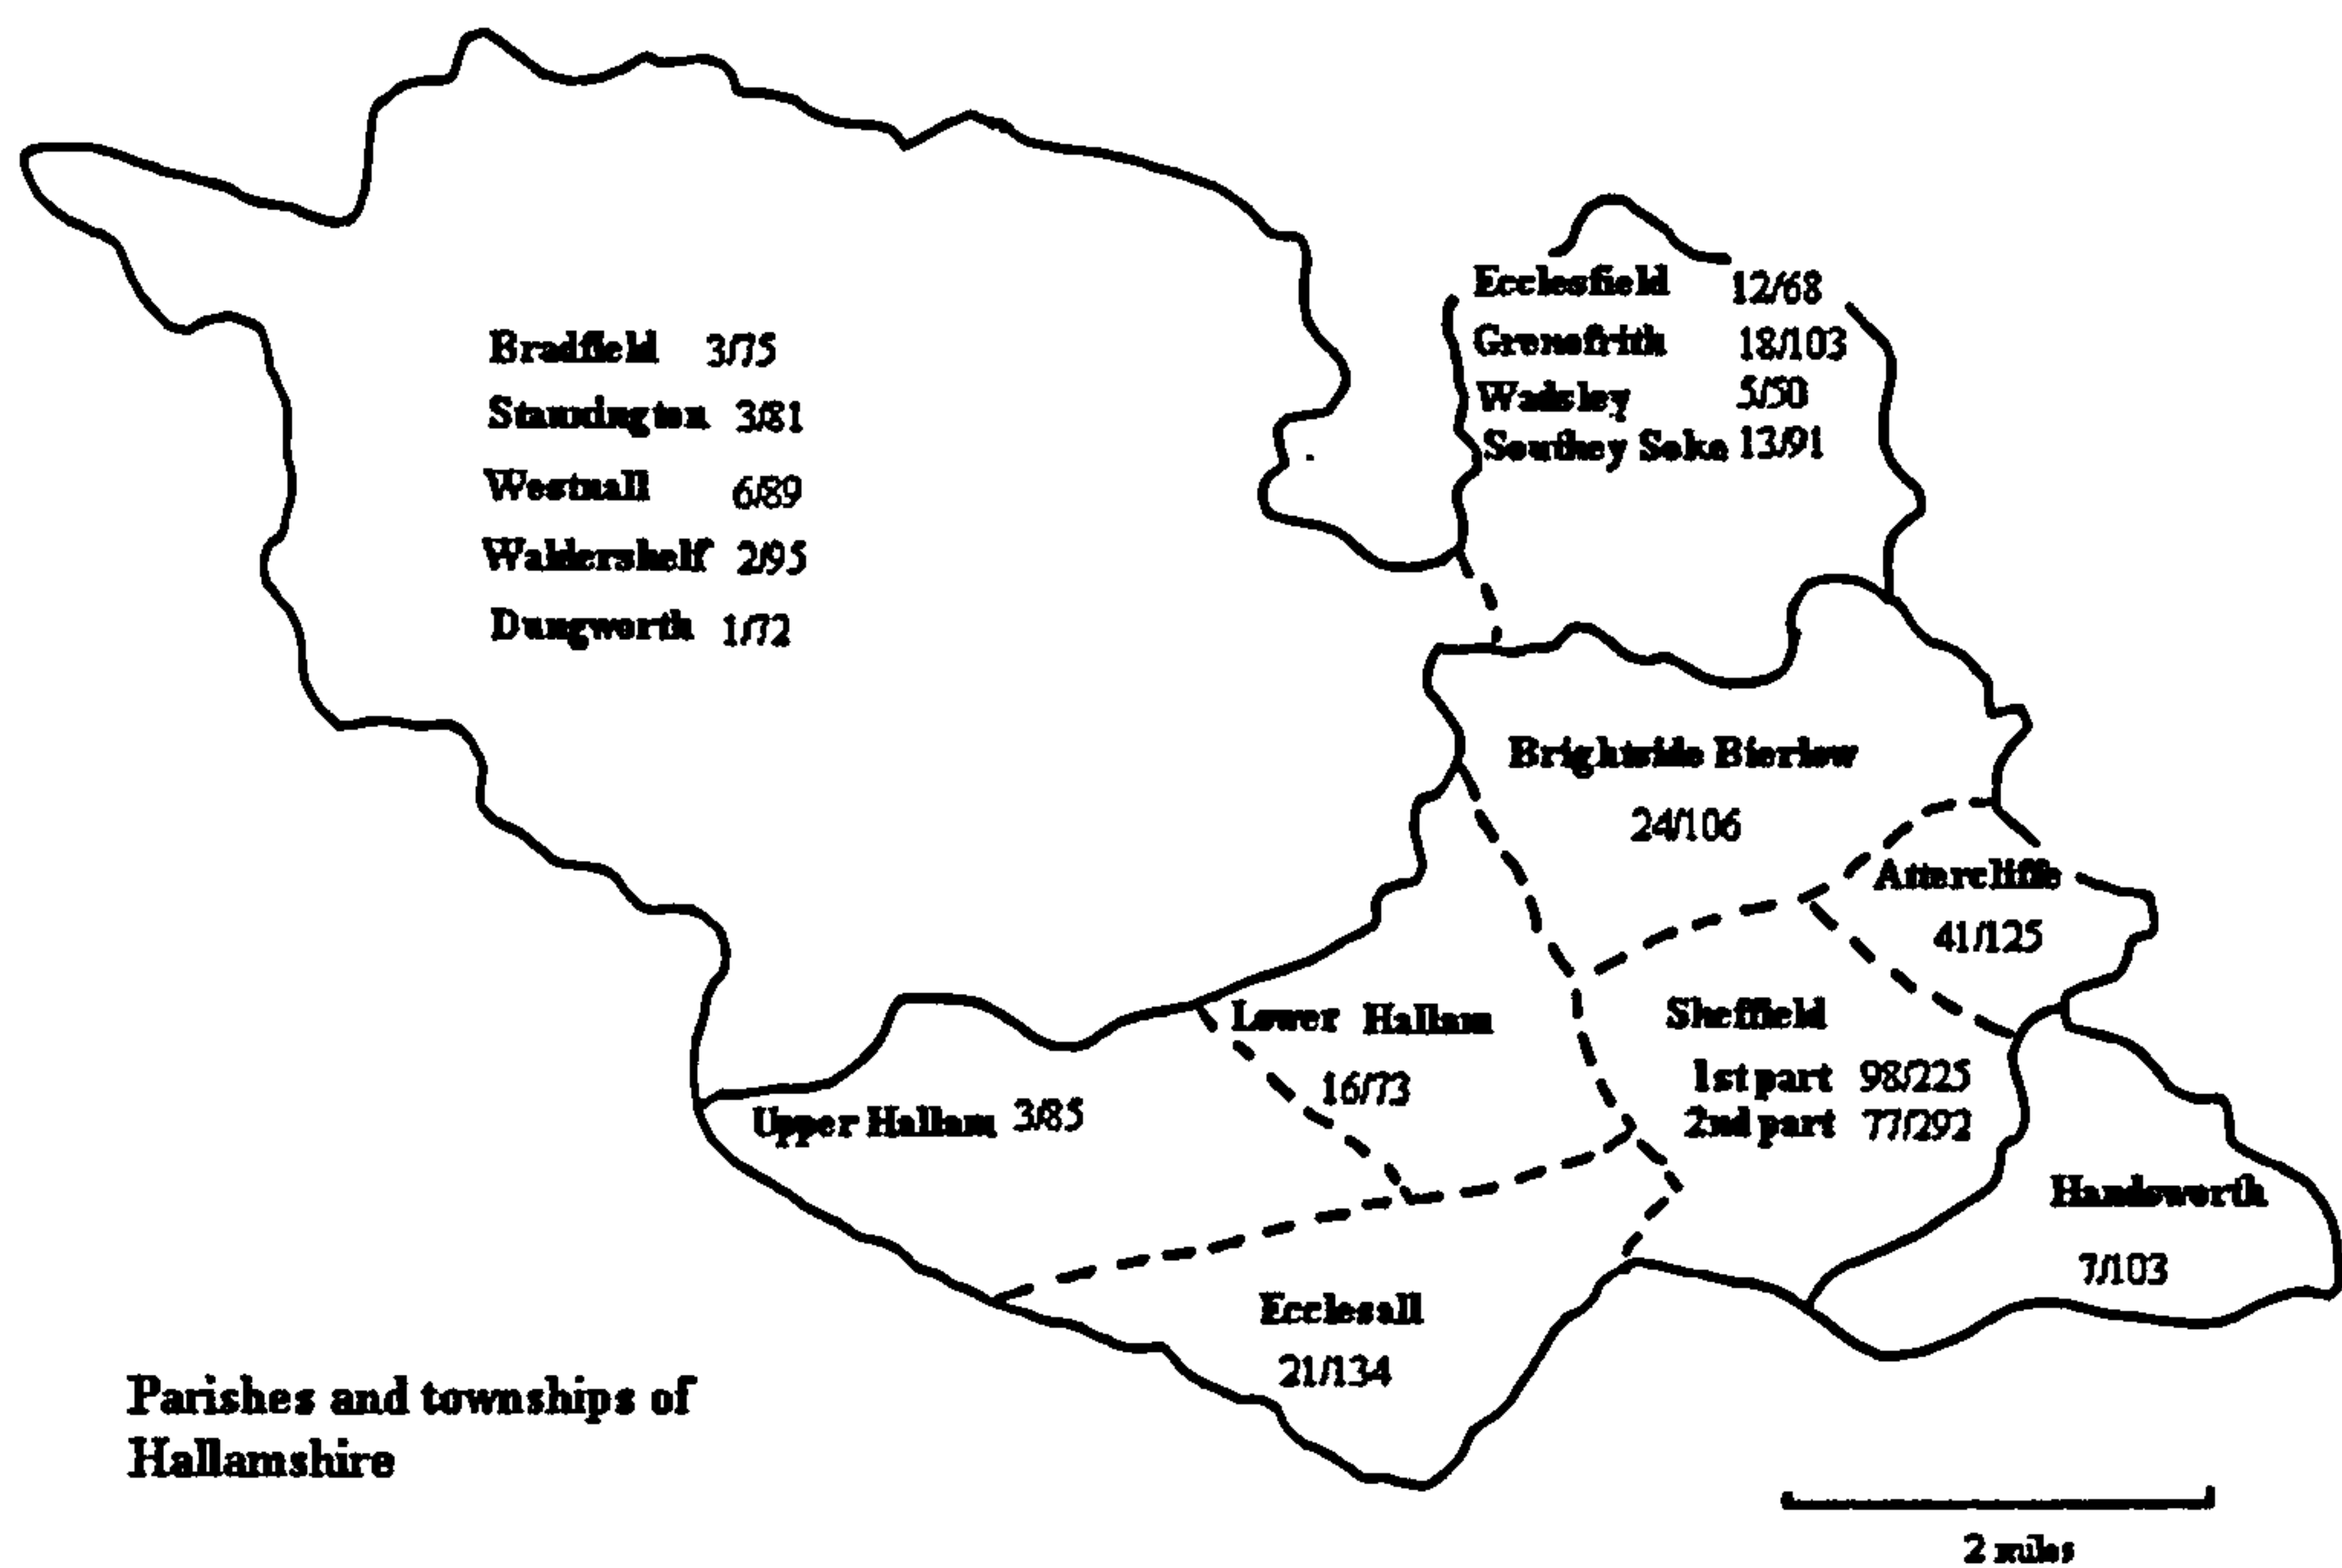 Ecclesfield 12/68
Grenofrith 18/103
Wadsley 5/50
Southey Soke 13/91
Bradfield 3/75
Stannington 3/81
Westnall 6/89
Waldershelf 2/95
Dungworth 1/72
Brightside Bierlow
24/106
Attercliffe
41/125
Lower Hallam
16/73
Sheffield
1st part 98/225
2nd part 77/292
Upper Hallam 3/85
Handsworth
7/103
Ecclesall
21/134
Parishes and townships of
Hallamshire
2 miles